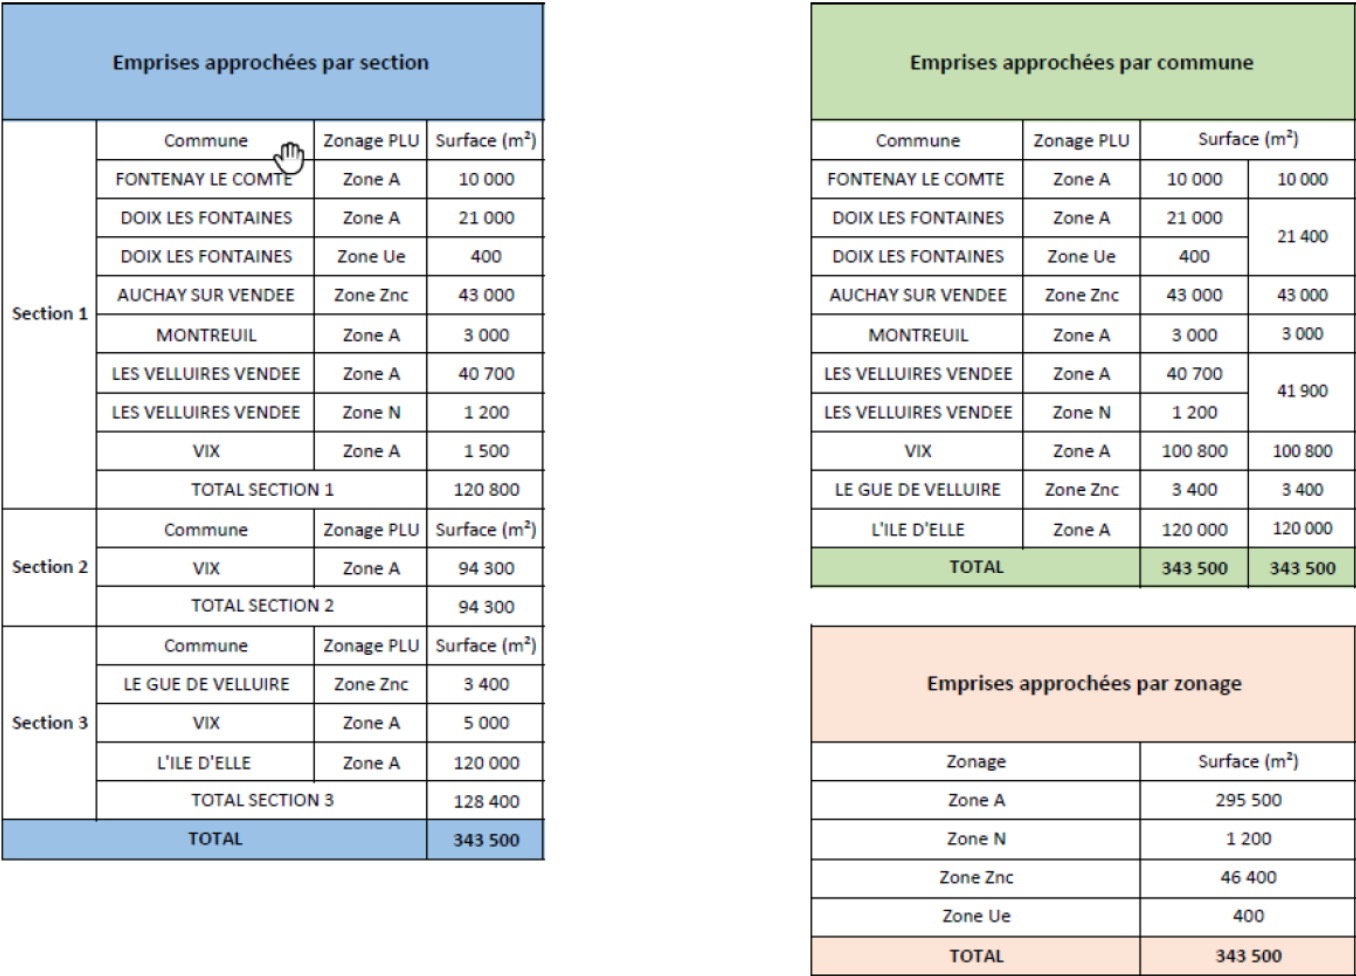 Emprises approchées par section
Commune Zonage PLU Surface (m²)
Section 1
FONTENAY LE COMTE Zone A 10 000
DOIX LES FONTAINES Zone A 21 000
DOIX LES FONTAINES Zone Ue 400
AUCHAY SUR VENDEE Zone Znc 43 000
MONTREUIL Zone A 3 000
LES VELLUIRES VENDEE Zone A 40 700
LES VELLUIRES VENDEE Zone N 1 200
VIX Zone A 1 500
TOTAL SECTION 1 120 800
Section 2
Commune Zonage PLU Surface (m²)
VIX Zone A 94 300
TOTAL SECTION 2 94 300
Section 3
Commune Zonage PLU Surface (m²)
LE GUE DE VELLUIRE Zone Znc 3 400
VIX Zone A 5 000
L'ILE D'ELLE Zone A 120 000
TOTAL SECTION 3 128 400
TOTAL 343 500
Emprises approchées par commune
Commune Zonage PLU Surface (m²)
FONTENAY LE COMTE Zone A 10 000 10 000
DOIX LES FONTAINES Zone A 21 000
21 400
DOIX LES FONTAINES Zone Ue 400
AUCHAY SUR VENDEE Zone Znc 43 000 43 000
MONTREUIL Zone A 3 000 3 000
LES VELLUIRES VENDEE Zone A 40 700
41 900
LES VELLUIRES VENDEE Zone N 1 200
VIX Zone A 100 800 100 800
LE GUE DE VELLUIRE Zone Znc 3 400 3 400
L'ILE D'ELLE Zone A 120 000 120 000
TOTAL 343 500 343 500
Emprises approchées par zonage
Zonage Surface (m²)
Zone A 295 500
Zone N 1 200
Zone Znc 46 400
Zone Ue 400
TOTAL 343 500